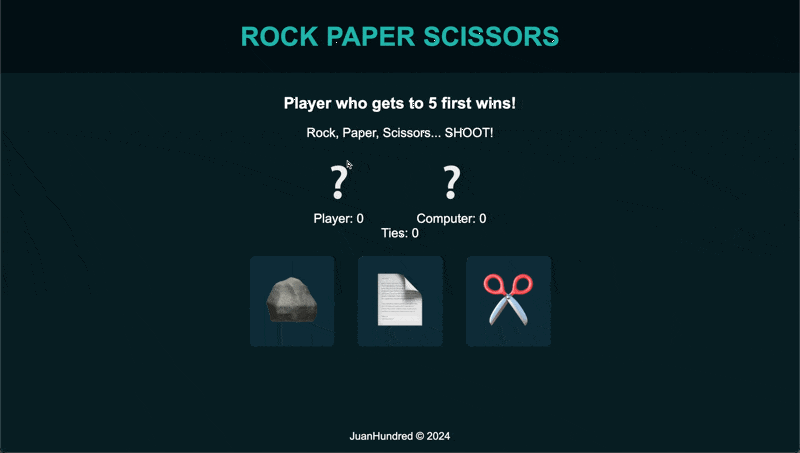 ROCK PAPER SCISSORS
Player who gets to 5 first wins!
Rock, Paper, Scissors... SHOOT!
? ?
Player: 0 Computer: 0
Ties: 0
JuanHundred © 2024